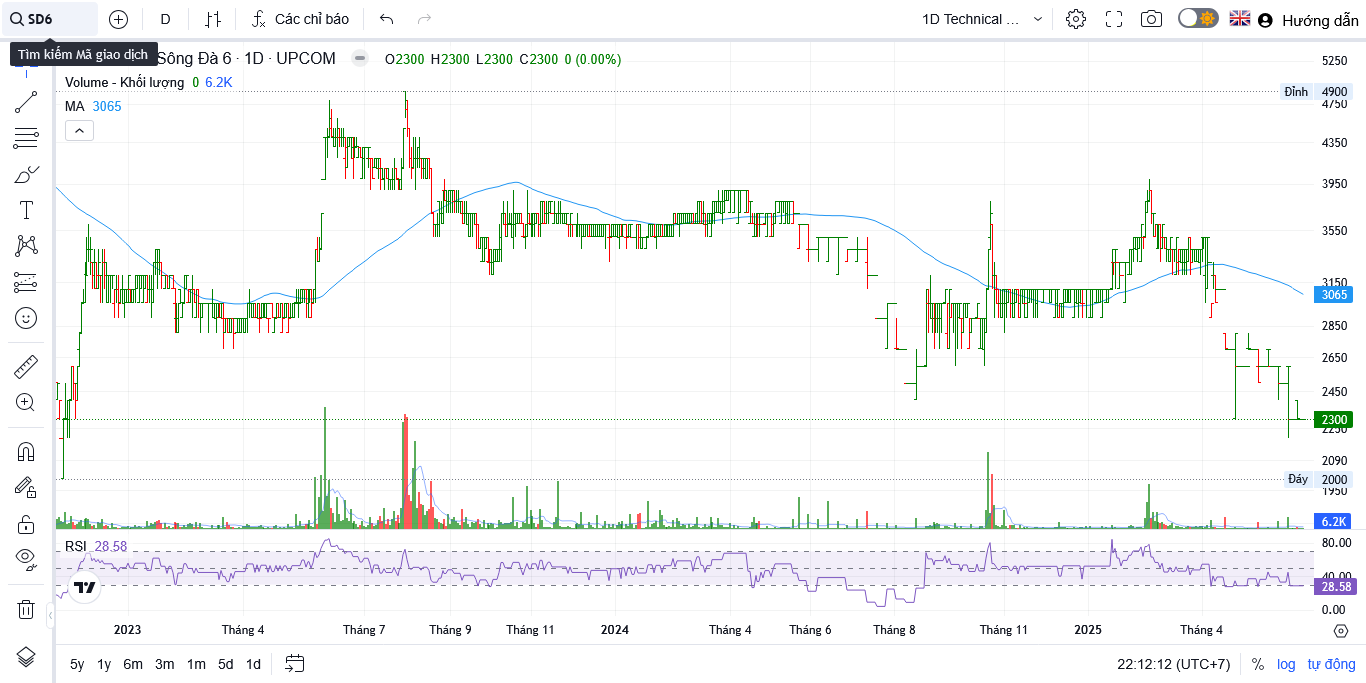 SD6
D
Các chỉ báo
1D Technical ...
Hướng dẫn
Tìm kiếm Mã giao dịch
Sông Đà 6 · 1D · UPCOM
O2300 H2300 L2300 C2300 0 (0.00%)
Volume - Khối lượng 0 6.2K
MA 3065
5250
Đỉnh 4900
4750
4350
3950
3550
3150
3065
2850
2650
2450
2300
2250
2090
Đáy 2000
1950
6.2K
RSI 28.58
80.00
40.00
28.58
0.00
2023 Tháng 4 Tháng 7 Tháng 9 Tháng 11 2024 Tháng 4 Tháng 6 Tháng 8 Tháng 11 2025 Tháng 4
5y 1y 6m 3m 1m 5d 1d
22:12:12 (UTC+7) % log tự động